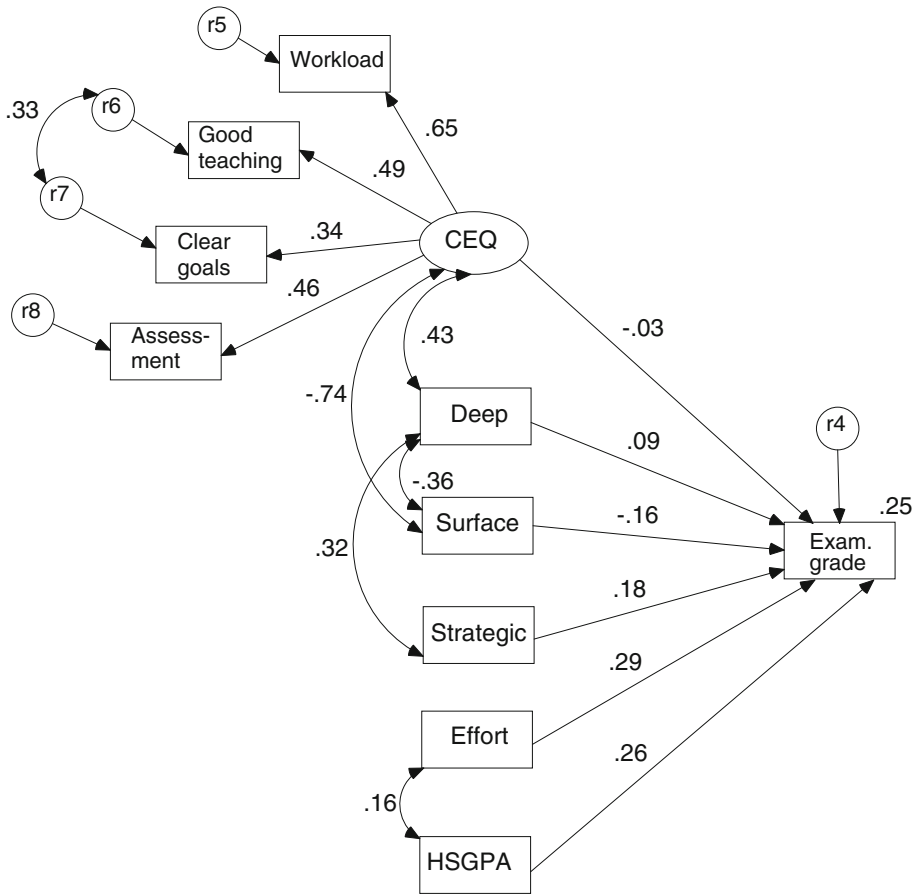 r5
Workload
.33
r6
Good
teaching
.65
.49
r7
Clear
goals
.34
CEQ
.46
r8
Assess-
ment
-.03
.43
-.74
Deep
.09
r4
-.36
Surface
-.16
.25
Exam.
grade
.32
.18
Strategic
.29
Effort
.26
.16
HSGPA